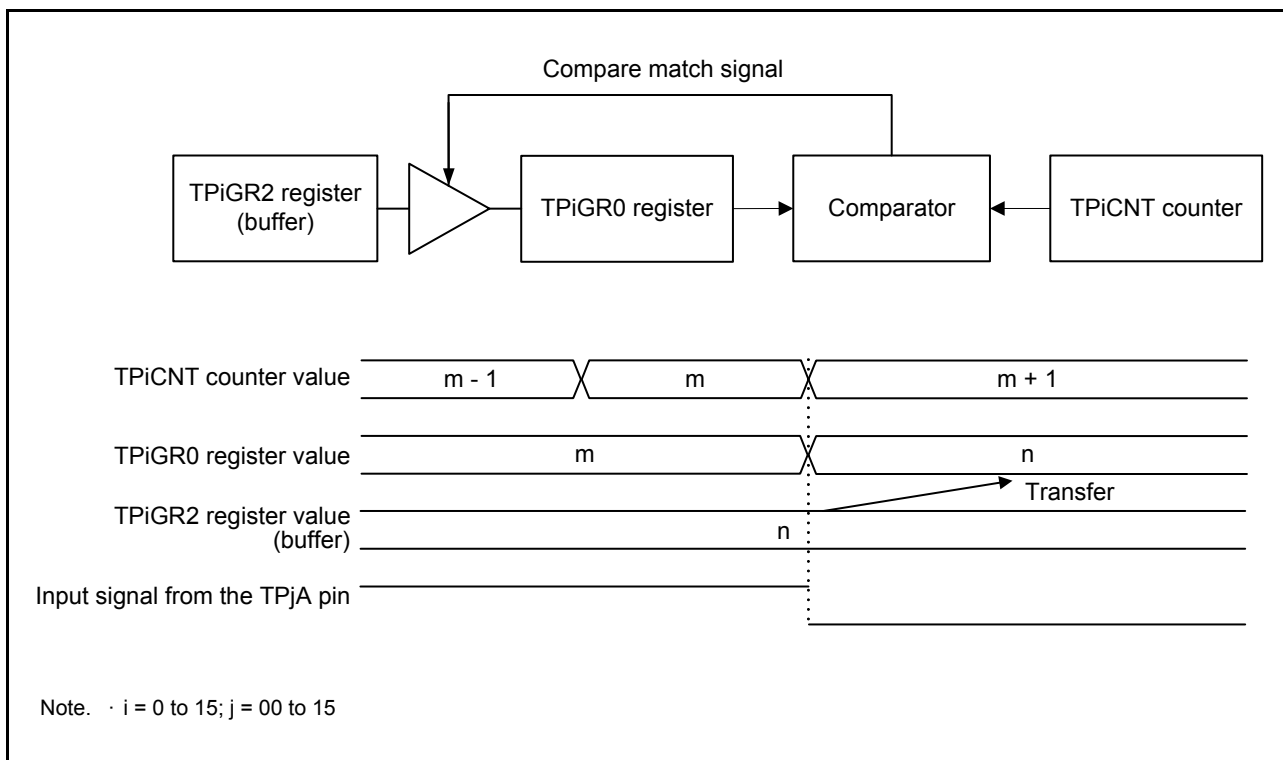 Compare match signal
TPiGR2 register
(buffer)
TPiGR0 register
Comparator
TPiCNT counter
TPiCNT counter value
m - 1
m
m + 1
TPiGR0 register value
m
n
Transfer
TPiGR2 register value
(buffer)
n
Input signal from the TPjA pin
Note. · i = 0 to 15; j = 00 to 15